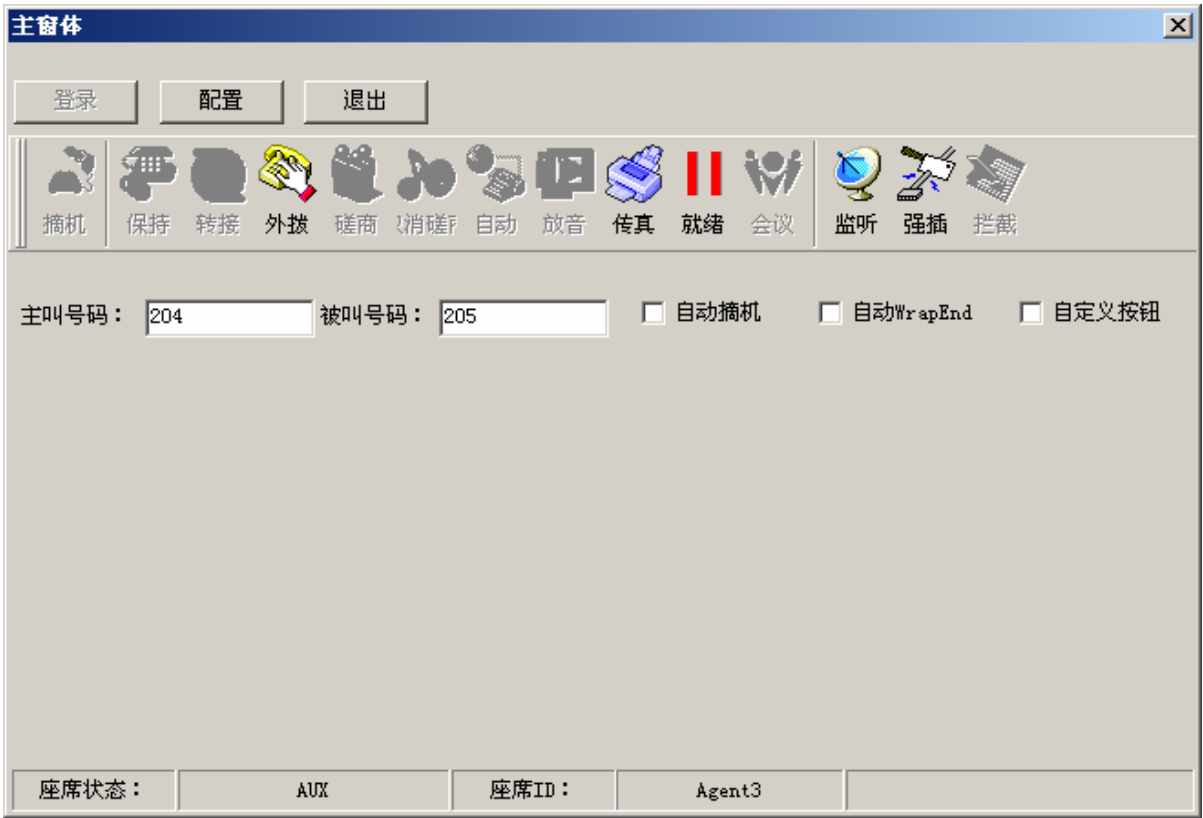 主窗体
登录 配置 退出
摘机 保持 转接 外拨 磋商 消磋 自动 放音 传真 就绪 会议 监听 强插 拦截
主叫号码： 204 被叫号码： 205 自动摘机 自动WrapEnd 自定义按钮
座席状态： AUX 座席ID： Agent3